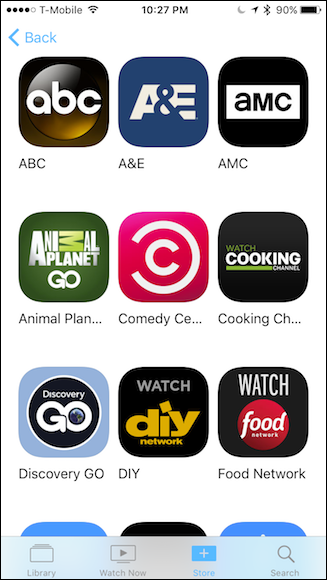 T-Mobile 10:27 PM 90%
Back
abc A&E aMC
ABC A&E AMC
ANIMAL PLANET GO
WATCH COOKING CHANNEL
Animal Plan... Comedy Ce... Cooking Ch...
Discovery GO
WATCH diy network
WATCH food network
Discovery GO DIY Food Network
Library Watch Now Store Search